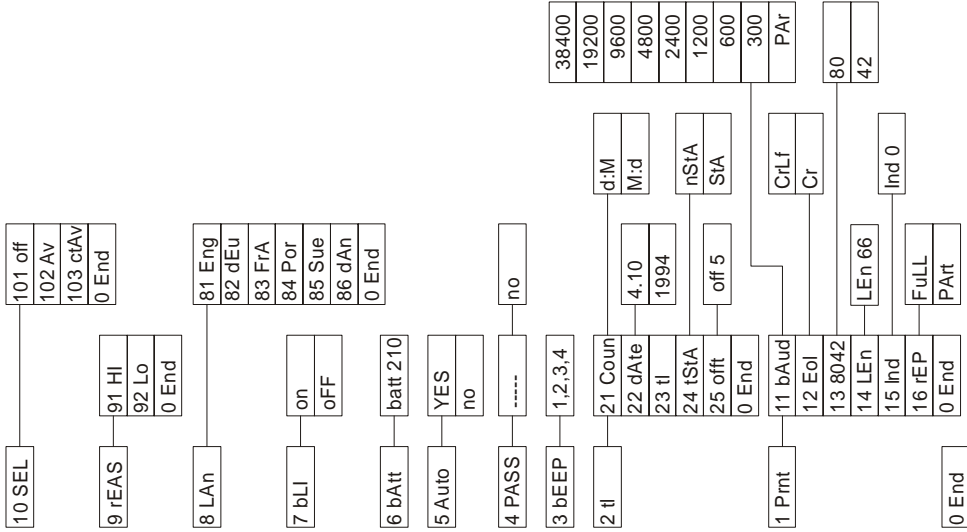 10 SEL
101 off
102 Av
103 ctAv
0 End
9 rEAS
91 HI
92 Lo
0 End
8 LAn
81 Eng
82 dEu
83 FrA
84 Por
85 Sue
86 dAn
0 End
7 bLI
on
oFF
6 bAtt
batt 210
5 Auto
YES
no
4 PASS
-----
no
3 bEEP
1,2,3,4
2 tI
21 Coun
d:M
M:d
22 dAte
4.10
1994
23 tI
24 tStA
nStA
StA
25 offt
off 5
0 End
1 Prnt
11 bAud
38400
19200
9600
4800
2400
1200
600
300
PAr
12 Eol
CrLf
Cr
13 8042
80
42
14 LEn
LEn 66
15 Ind
Ind 0
16 rEP
FuLL
PArt
0 End
0 End